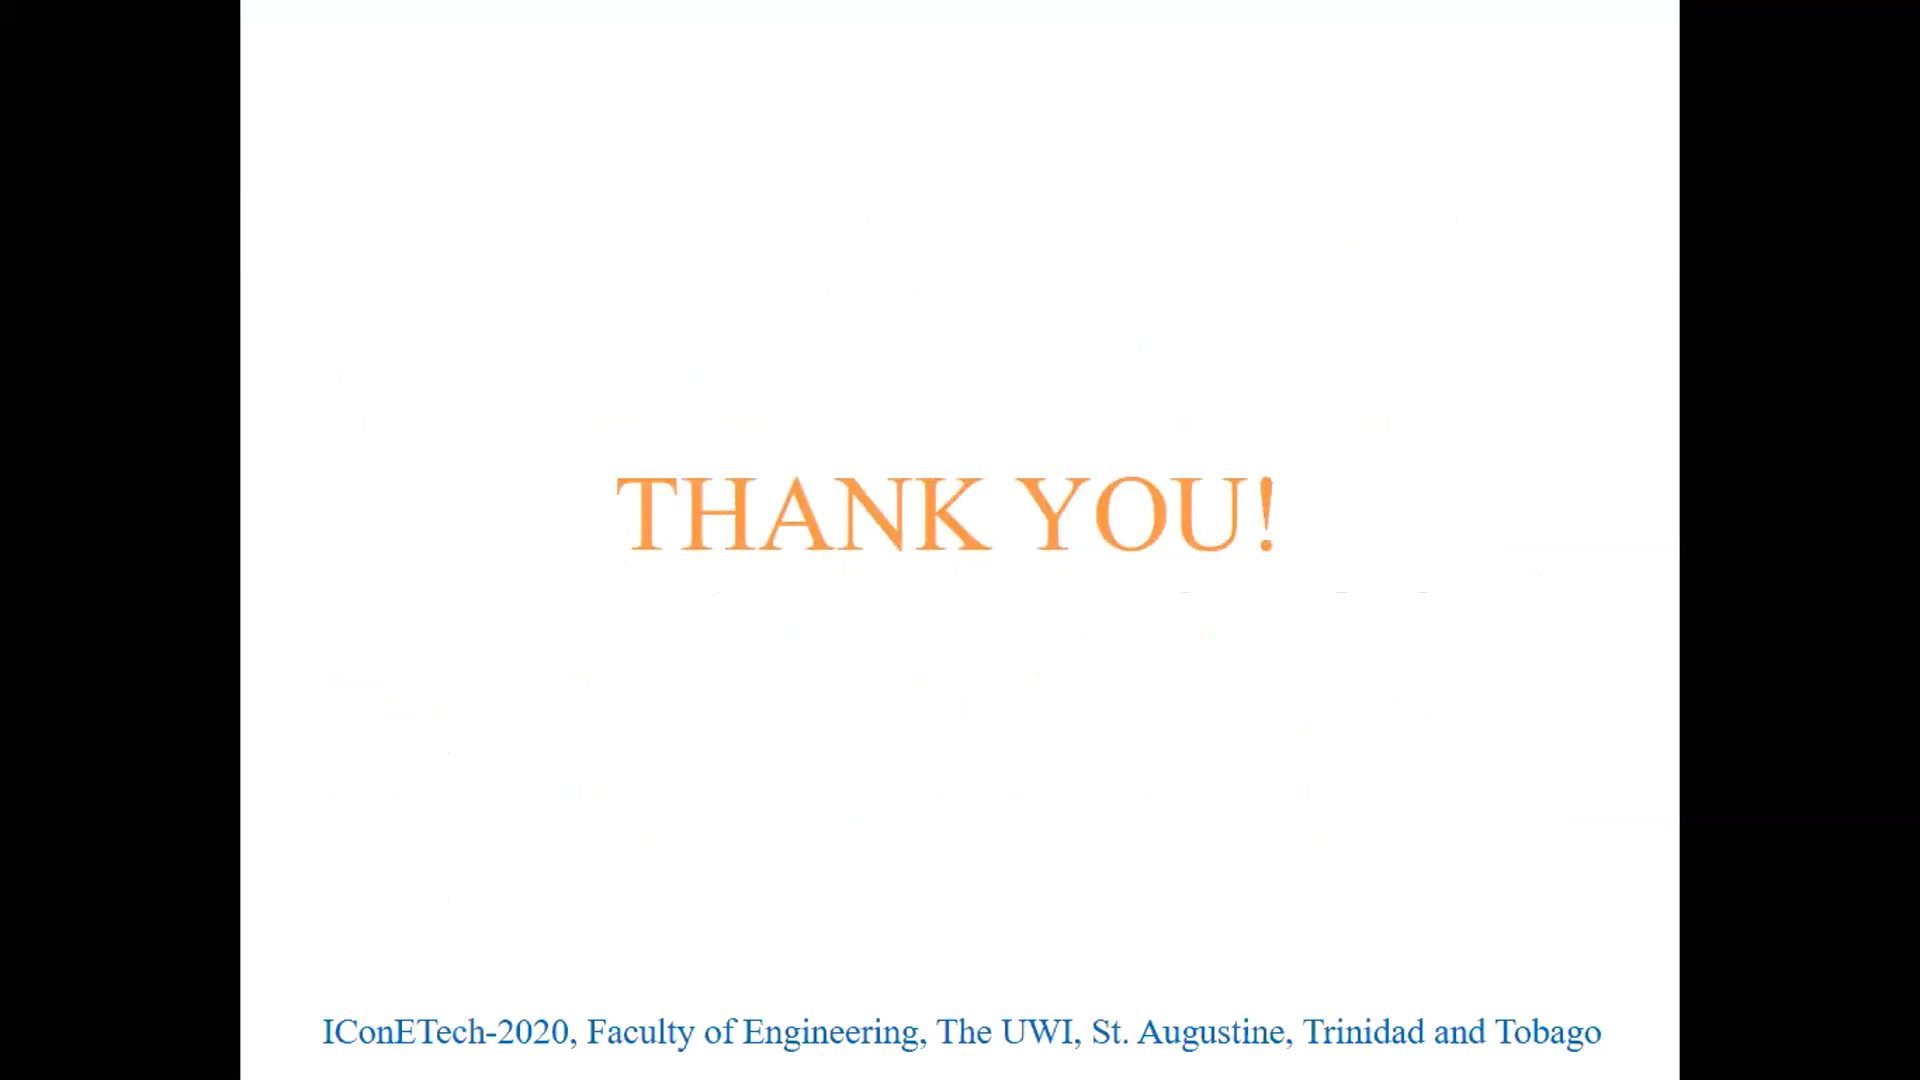 THANK YOU!
IConETech-2020, Faculty of Engineering, The UWI, St. Augustine, Trinidad and Tobago